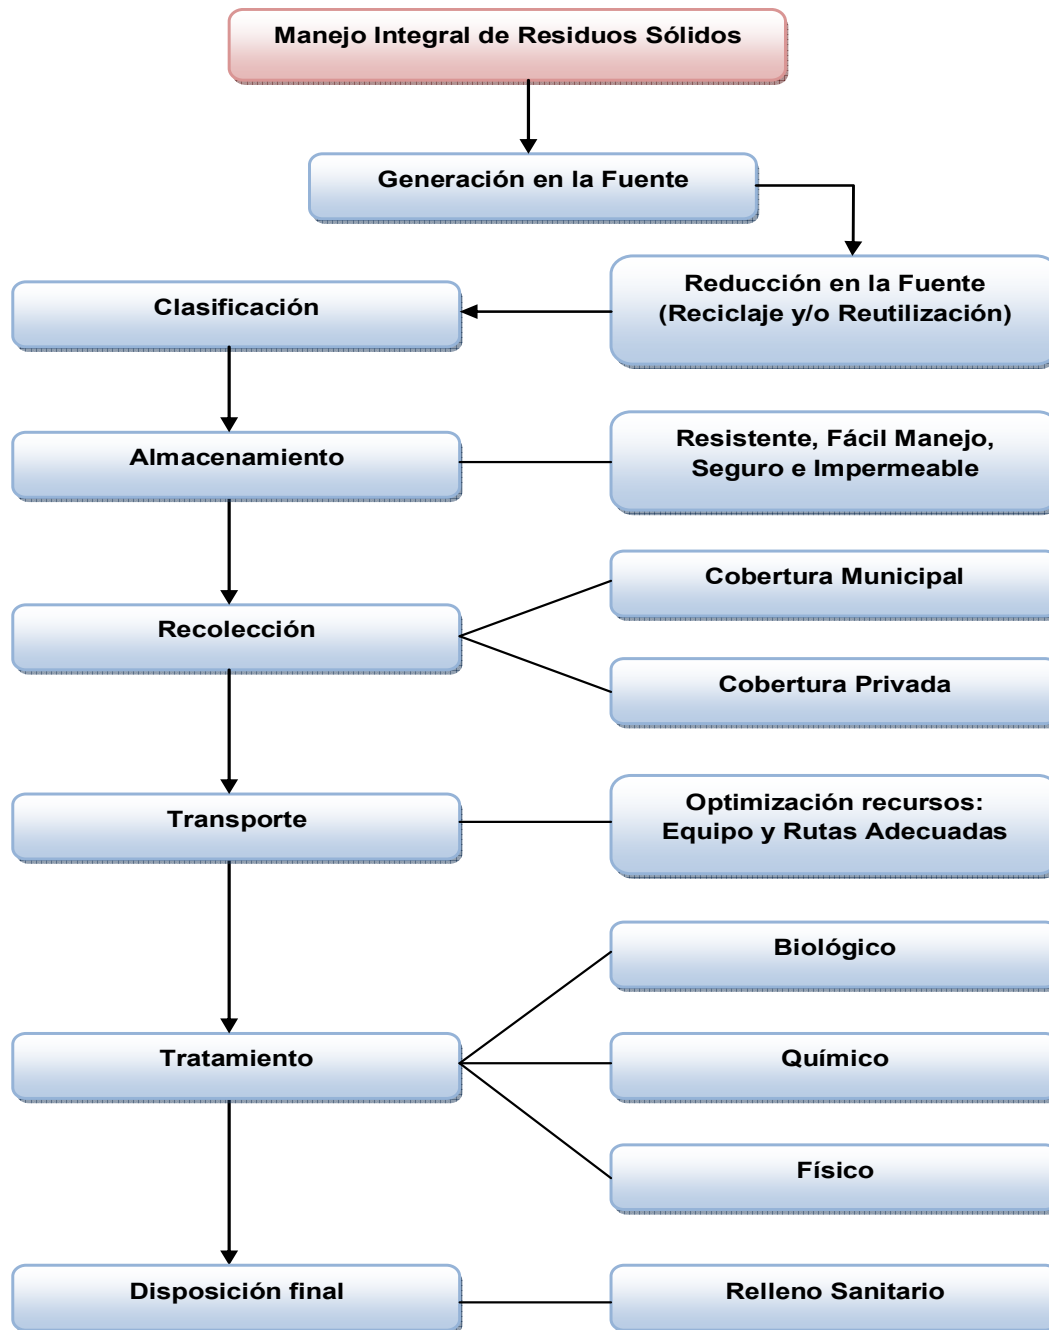 Manejo Integral de Residuos Sólidos
Generación en la Fuente
Reducción en la Fuente
(Reciclaje y/o Reutilización)
Clasificación
Almacenamiento
Resistente, Fácil Manejo,
Seguro e Impermeable
Recolección
Cobertura Municipal
Cobertura Privada
Transporte
Optimización recursos:
Equipo y Rutas Adecuadas
Tratamiento
Biológico
Químico
Físico
Disposición final
Relleno Sanitario